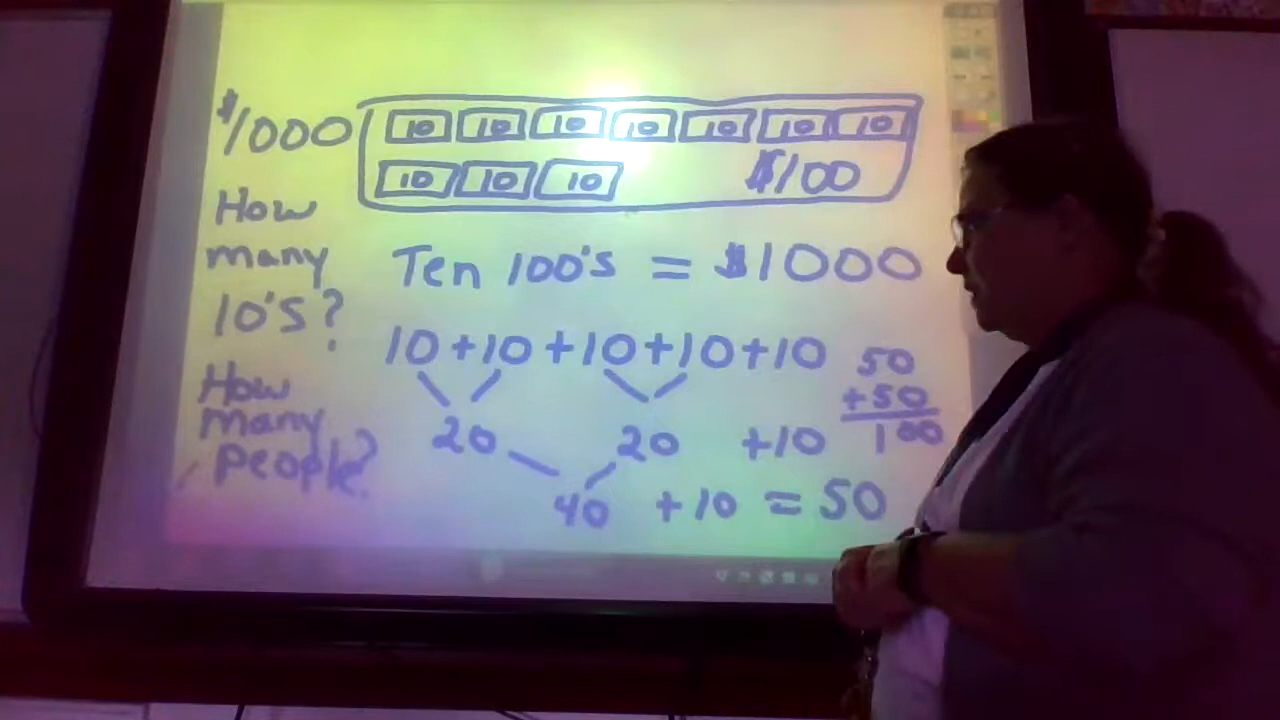 $1000
10 10 10 10 10 10 10
10 10 10 $100
How
many
10's?
How
many
people?
Ten 100's = $1000
10 + 10 + 10 + 10 + 10
20 20 + 10
40 + 10 = 50
50
+ 50
100